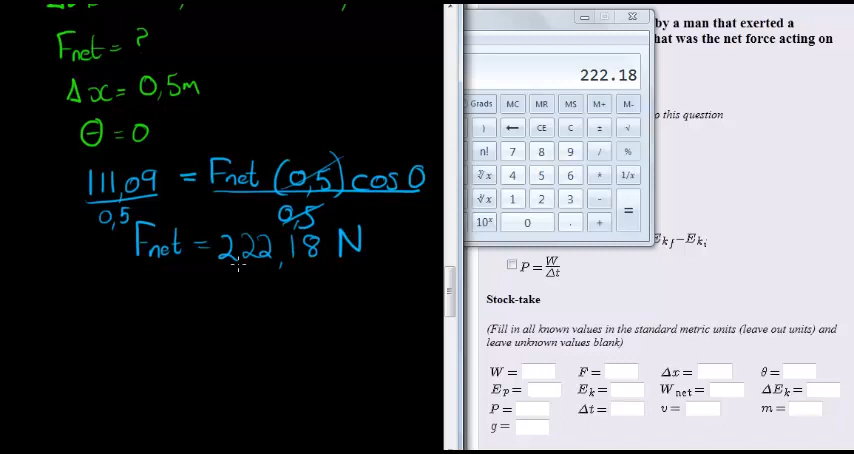 Fnet = ?
Δx = 0,5m
θ = 0
111,09 = Fnet (0,5) cos 0
0,5 0,5
Fnet = 222,18 N
222.18
Grads MC MR MS M+ M-
) ← CE C ± √
n! 7 8 9 / %
∛x 4 5 6 * 1/x
1 2 3 - =
10ˣ 0 . +
by a man that exerted a
hat was the net force acting on
o this question
Ekf − Eki
P = W/Δt
Stock-take
(Fill in all known values in the standard metric units (leave out units) and
leave unknown values blank)
W = F = Δx = θ =
Ep = Ek = Wnet = ΔEk =
P = Δt = v = m =
g =